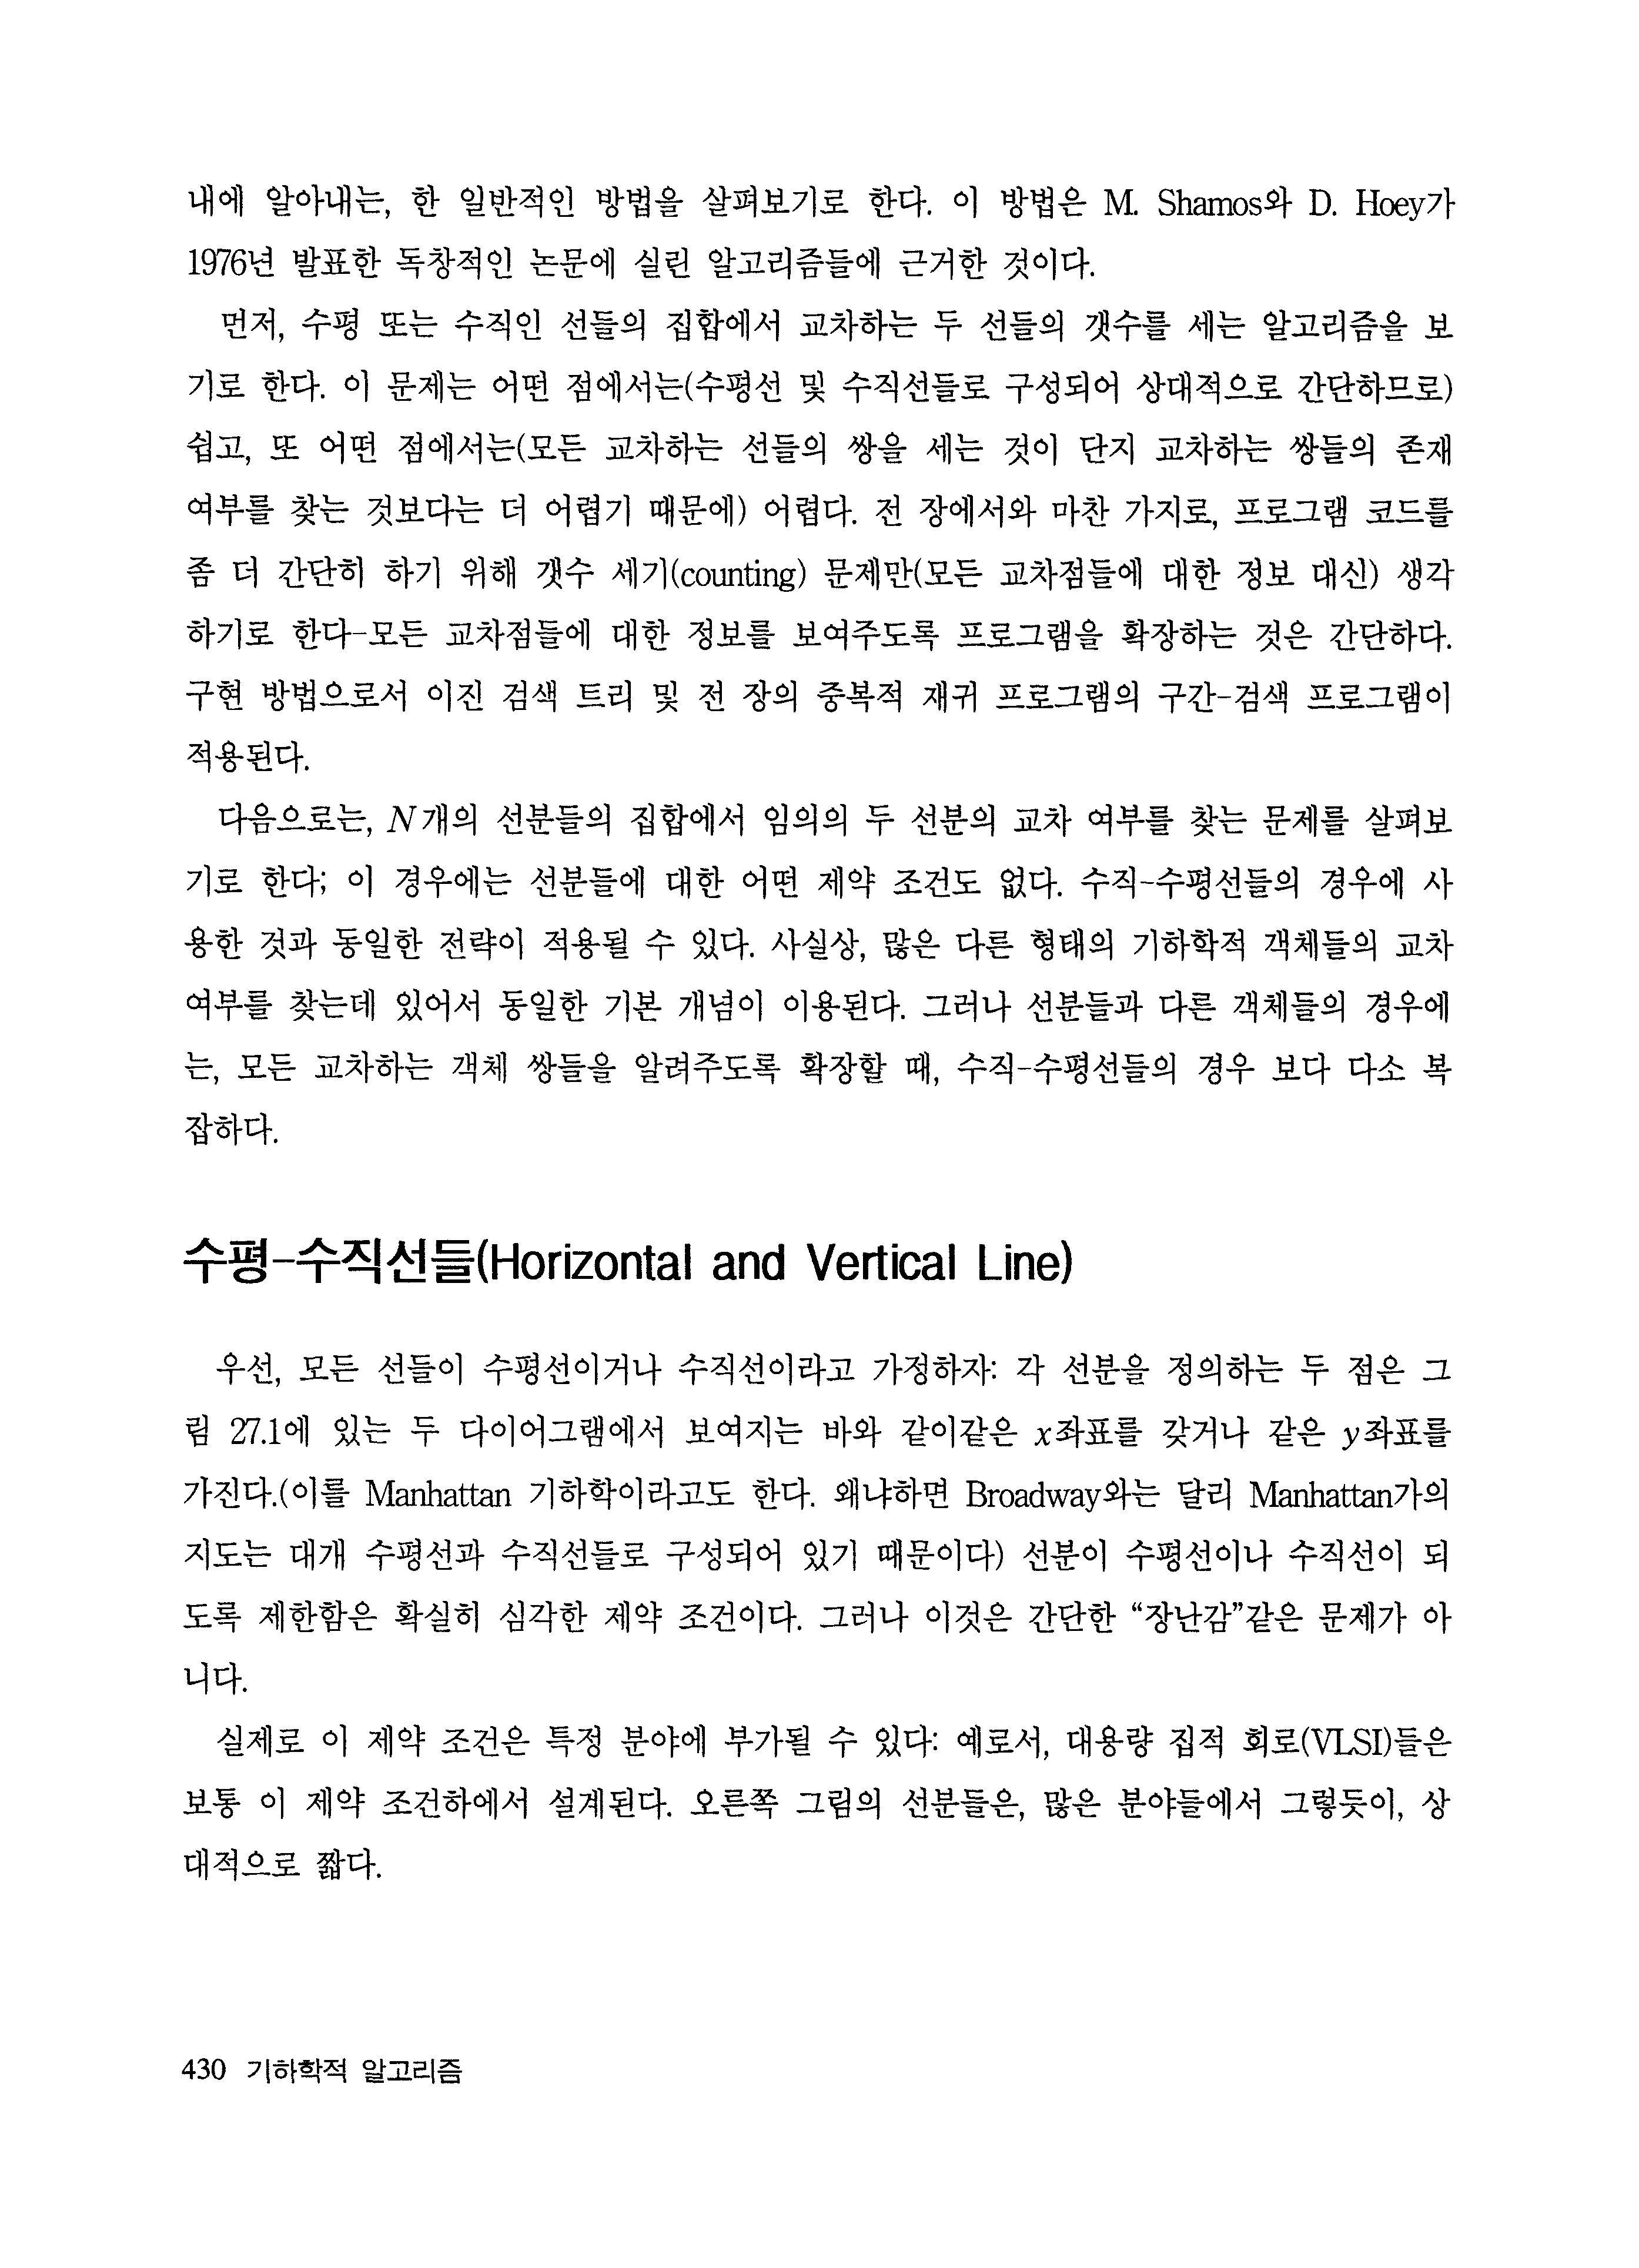 내에 알아내는, 한 일반적인 방법을 살펴보기로 한다. 이 방법은 M. Shamos와 D. Hoey가
1976년 발표한 독창적인 논문에 실린 알고리즘들에 근거한 것이다.
먼저, 수평 또는 수직인 선들의 집합에서 교차하는 두 선들의 갯수를 세는 알고리즘을 보
기로 한다. 이 문제는 어떤 점에서는(수평선 및 수직선들로 구성되어 상대적으로 간단하므로)
쉽고, 또 어떤 점에서는(모든 교차하는 선들의 쌍을 세는 것이 단지 교차하는 쌍들의 존재
여부를 찾는 것보다는 더 어렵기 때문에) 어렵다. 전 장에서와 마찬 가지로, 프로그램 코드를
좀 더 간단히 하기 위해 갯수 세기(counting) 문제만(모든 교차점들에 대한 정보 대신) 생각
하기로 한다-모든 교차점들에 대한 정보를 보여주도록 프로그램을 확장하는 것은 간단하다.
구현 방법으로서 이진 검색 트리 및 전 장의 중복적 재귀 프로그램의 구간-검색 프로그램이
적용된다.
다음으로는, N개의 선분들의 집합에서 임의의 두 선분의 교차 여부를 찾는 문제를 살펴보
기로 한다; 이 경우에는 선분들에 대한 어떤 제약 조건도 없다. 수직-수평선들의 경우에 사
용한 것과 동일한 전략이 적용될 수 있다. 사실상, 많은 다른 형태의 기하학적 객체들의 교차
여부를 찾는데 있어서 동일한 기본 개념이 이용된다. 그러나 선분들과 다른 객체들의 경우에
는, 모든 교차하는 객체 쌍들을 알려주도록 확장할 때, 수직-수평선들의 경우 보다 다소 복
잡하다.
수평-수직선들(Horizontal and Vertical Line)
우선, 모든 선들이 수평선이거나 수직선이라고 가정하자: 각 선분을 정의하는 두 점은 그
림 27.1에 있는 두 다이어그램에서 보여지는 바와 같이같은 x좌표를 갖거나 같은 y좌표를
가진다.(이를 Manhattan 기하학이라고도 한다. 왜냐하면 Broadway와는 달리 Manhattan가의
지도는 대개 수평선과 수직선들로 구성되어 있기 때문이다) 선분이 수평선이나 수직선이 되
도록 제한함은 확실히 심각한 제약 조건이다. 그러나 이것은 간단한 “장난감”같은 문제가 아
니다.
실제로 이 제약 조건은 특정 분야에 부가될 수 있다: 예로서, 대용량 집적 회로(VLSI)들은
보통 이 제약 조건하에서 설계된다. 오른쪽 그림의 선분들은, 많은 분야들에서 그렇듯이, 상
대적으로 짧다.
430 기하학적 알고리즘